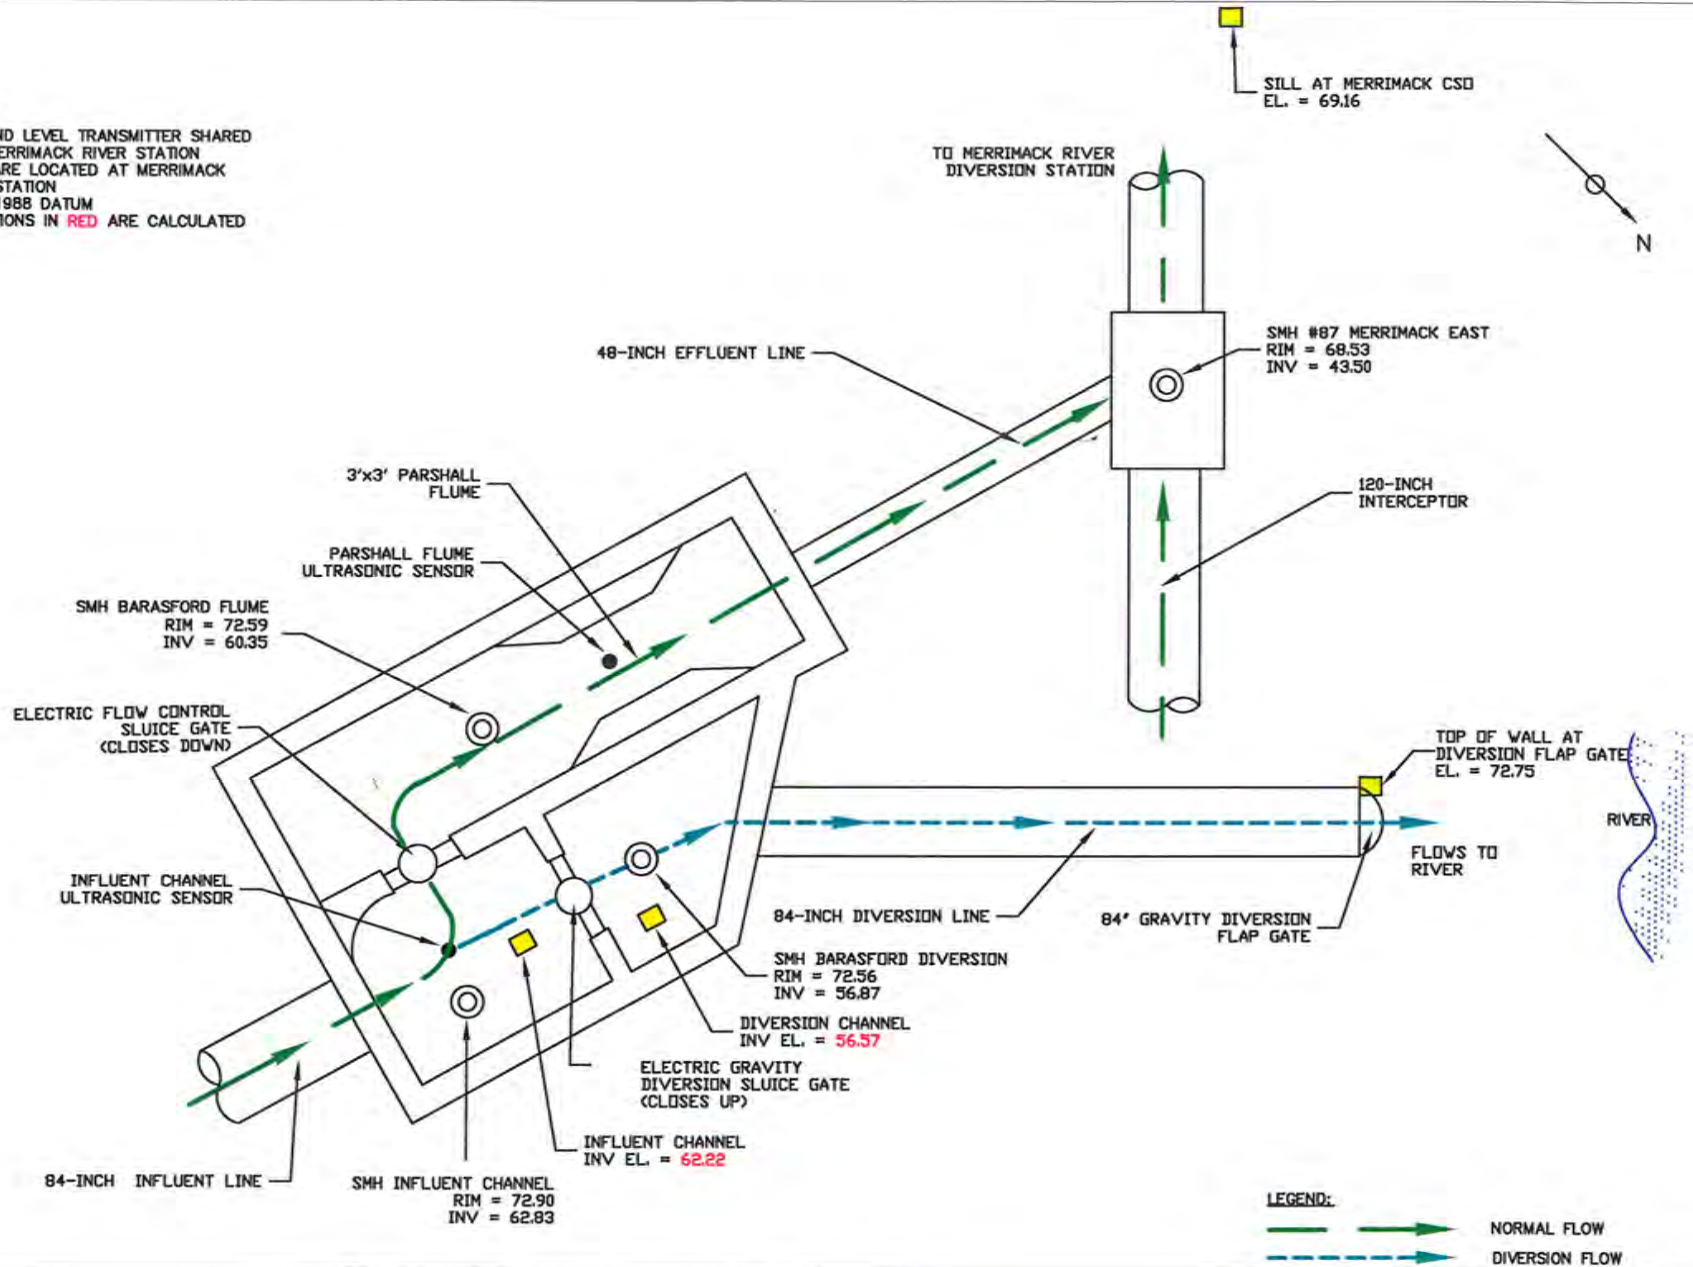 SILL AT MERRIMACK CSO
EL. = 69.16
ND LEVEL TRANSMITTER SHARED
ERRIMACK RIVER STATION
ARE LOCATED AT MERRIMACK
STATION
1988 DATUM
IONS IN RED ARE CALCULATED
TO MERRIMACK RIVER
DIVERSION STATION
N
48-INCH EFFLUENT LINE
SMH #87 MERRIMACK EAST
RIM = 68.53
INV = 43.50
3'x3' PARSHALL
FLUME
120-INCH
INTERCEPTOR
PARSHALL FLUME
ULTRASONIC SENSOR
SMH BARASFORD FLUME
RIM = 72.59
INV = 60.35
ELECTRIC FLOW CONTROL
SLUICE GATE
(CLOSES DOWN)
TOP OF WALL AT
DIVERSION FLAP GATE
EL. = 72.75
RIVER
FLOWS TO
RIVER
INFLUENT CHANNEL
ULTRASONIC SENSOR
84-INCH DIVERSION LINE
84" GRAVITY DIVERSION
FLAP GATE
SMH BARASFORD DIVERSION
RIM = 72.56
INV = 56.87
DIVERSION CHANNEL
INV EL. = 56.57
ELECTRIC GRAVITY
DIVERSION SLUICE GATE
(CLOSES UP)
INFLUENT CHANNEL
INV EL. = 62.22
84-INCH INFLUENT LINE
SMH INFLUENT CHANNEL
RIM = 72.90
INV = 62.83
LEGEND:
NORMAL FLOW
DIVERSION FLOW